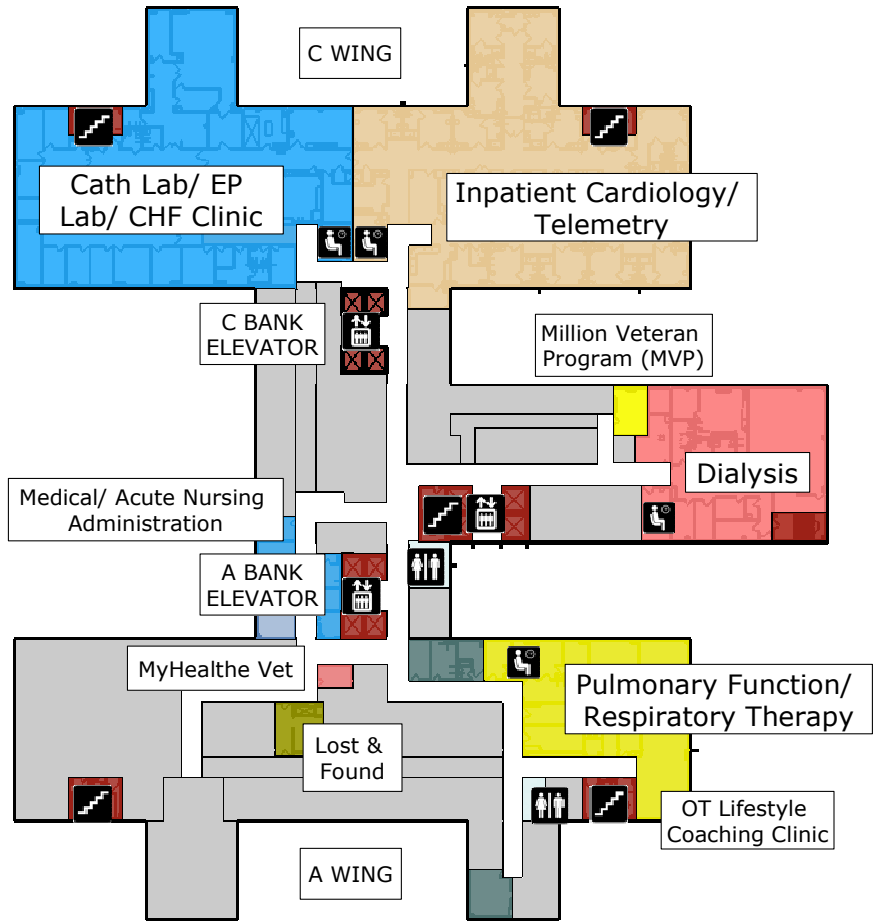 C WING
Cath Lab/ EP
Lab/ CHF Clinic
Inpatient Cardiology/
Telemetry
C BANK
ELEVATOR
Million Veteran
Program (MVP)
Dialysis
Medical/ Acute Nursing
Administration
A BANK
ELEVATOR
MyHealthe Vet
Pulmonary Function/
Respiratory Therapy
Lost &
Found
OT Lifestyle
Coaching Clinic
A WING